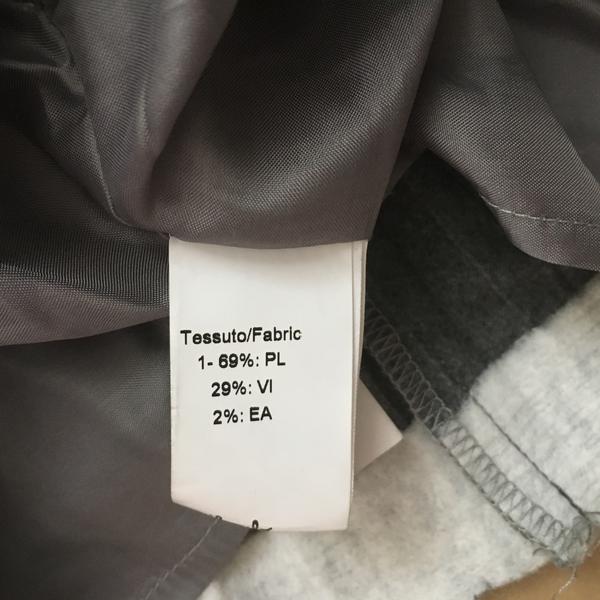 Tessuto/Fabric
1- 69%: PL
29%: VI
2%: EA